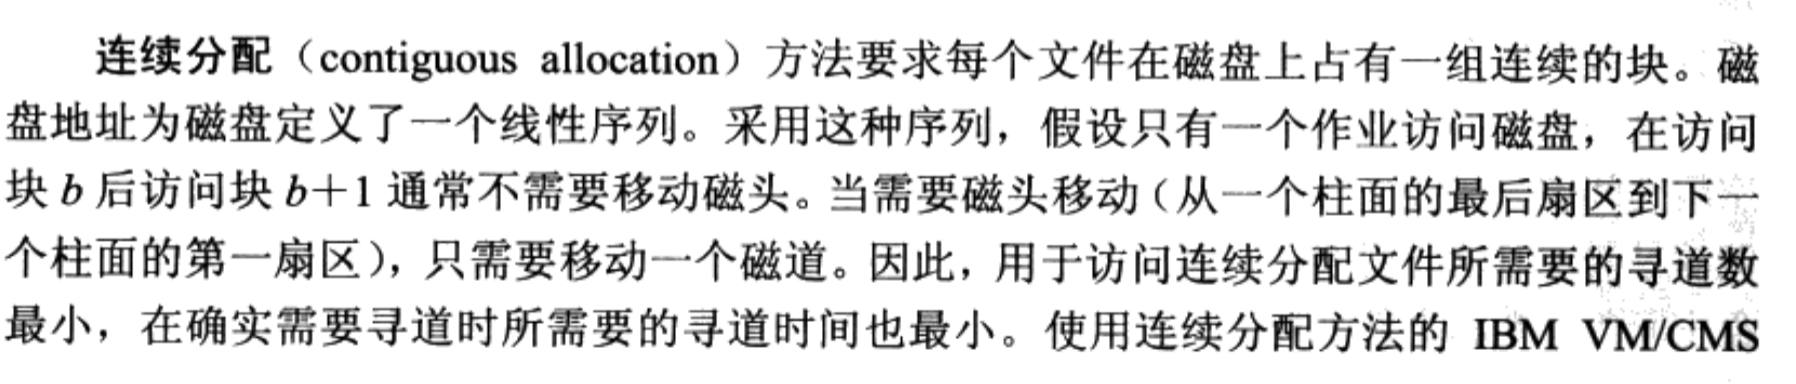 连续分配（contiguous allocation）方法要求每个文件在磁盘上占有一组连续的块。磁
盘地址为磁盘定义了一个线性序列。采用这种序列，假设只有一个作业访问磁盘，在访问
块 b 后访问块 b+1 通常不需要移动磁头。当需要磁头移动（从一个柱面的最后扇区到下一
个柱面的第一扇区），只需要移动一个磁道。因此，用于访问连续分配文件所需要的寻道数
最小，在确实需要寻道时所需要的寻道时间也最小。使用连续分配方法的 IBM VM/CMS